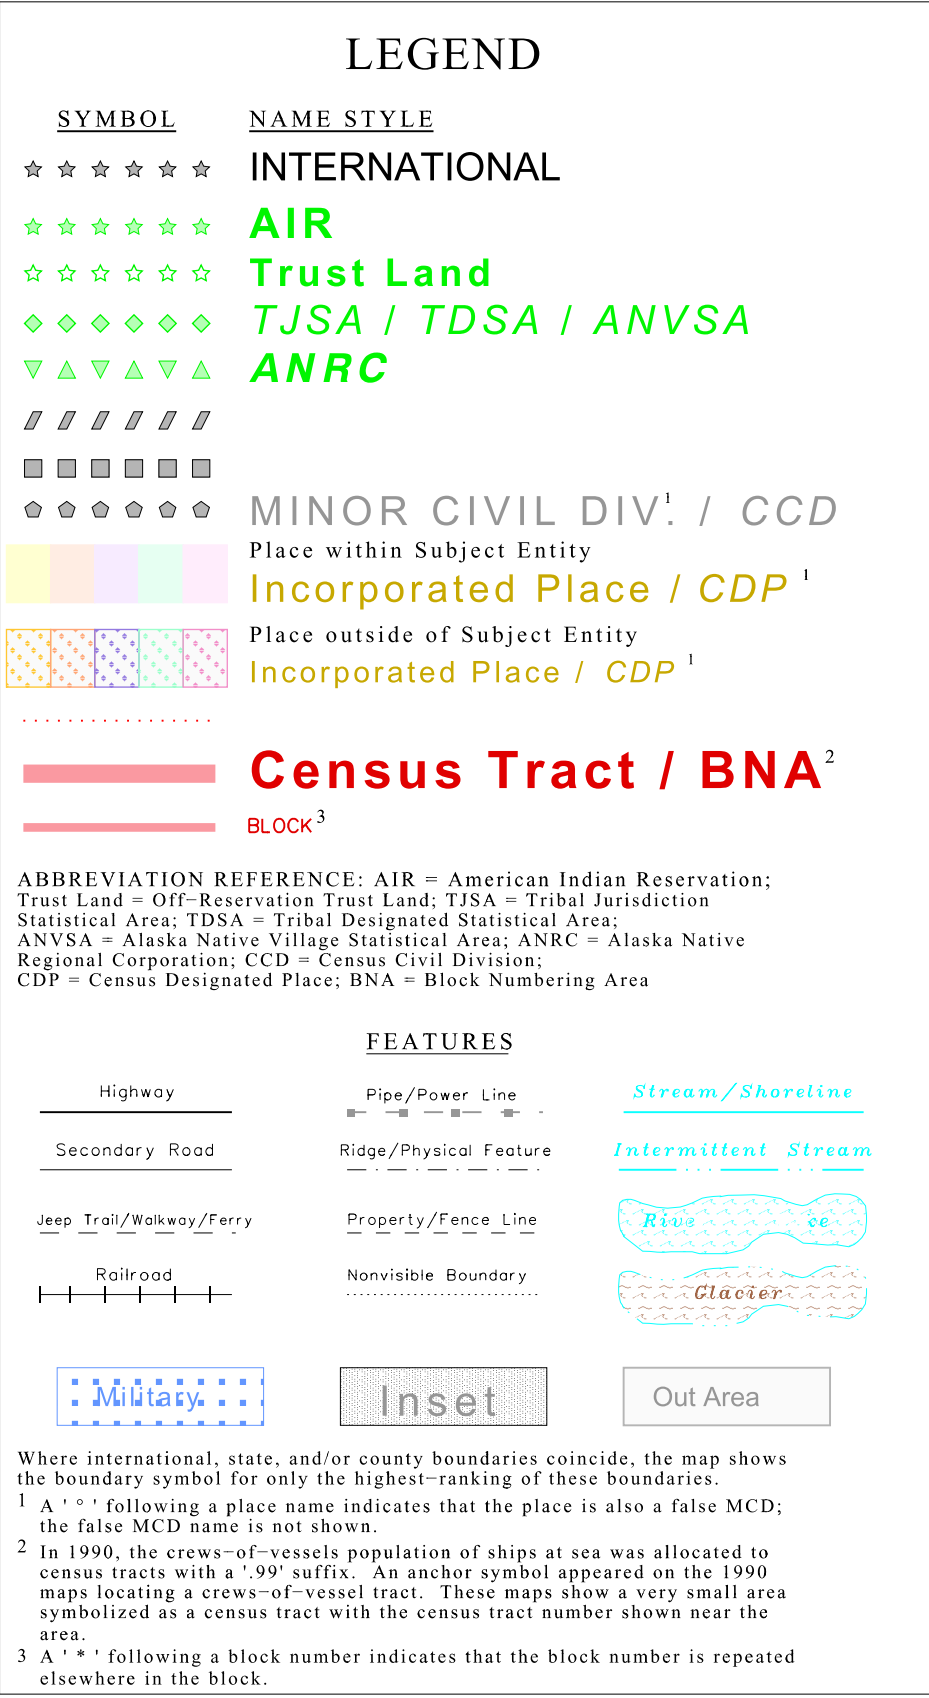 LEGEND
SYMBOL NAME STYLE
INTERNATIONAL
AIR
Trust Land
TJSA / TDSA / ANVSA
ANRC
MINOR CIVIL DIV.¹ / CCD
Place within Subject Entity
Incorporated Place / CDP ¹
Place outside of Subject Entity
Incorporated Place / CDP ¹
Census Tract / BNA²
BLOCK³
ABBREVIATION REFERENCE: AIR = American Indian Reservation;
Trust Land = Off−Reservation Trust Land; TJSA = Tribal Jurisdiction
Statistical Area; TDSA = Tribal Designated Statistical Area;
ANVSA = Alaska Native Village Statistical Area; ANRC = Alaska Native
Regional Corporation; CCD = Census Civil Division;
CDP = Census Designated Place; BNA = Block Numbering Area
FEATURES
Highway
Pipe/Power Line
Stream/Shoreline
Secondary Road
Ridge/Physical Feature
Intermittent Stream
Jeep Trail/Walkway/Ferry
Property/Fence Line
Railroad
Nonvisible Boundary
Glacier
Military
Inset
Out Area
Where international, state, and/or county boundaries coincide, the map shows
the boundary symbol for only the highest−ranking of these boundaries.
1 A ' ° ' following a place name indicates that the place is also a false MCD;
the false MCD name is not shown.
2 In 1990, the crews−of−vessels population of ships at sea was allocated to
census tracts with a '.99' suffix. An anchor symbol appeared on the 1990
maps locating a crews−of−vessel tract. These maps show a very small area
symbolized as a census tract with the census tract number shown near the
area.
3 A ' * ' following a block number indicates that the block number is repeated
elsewhere in the block.